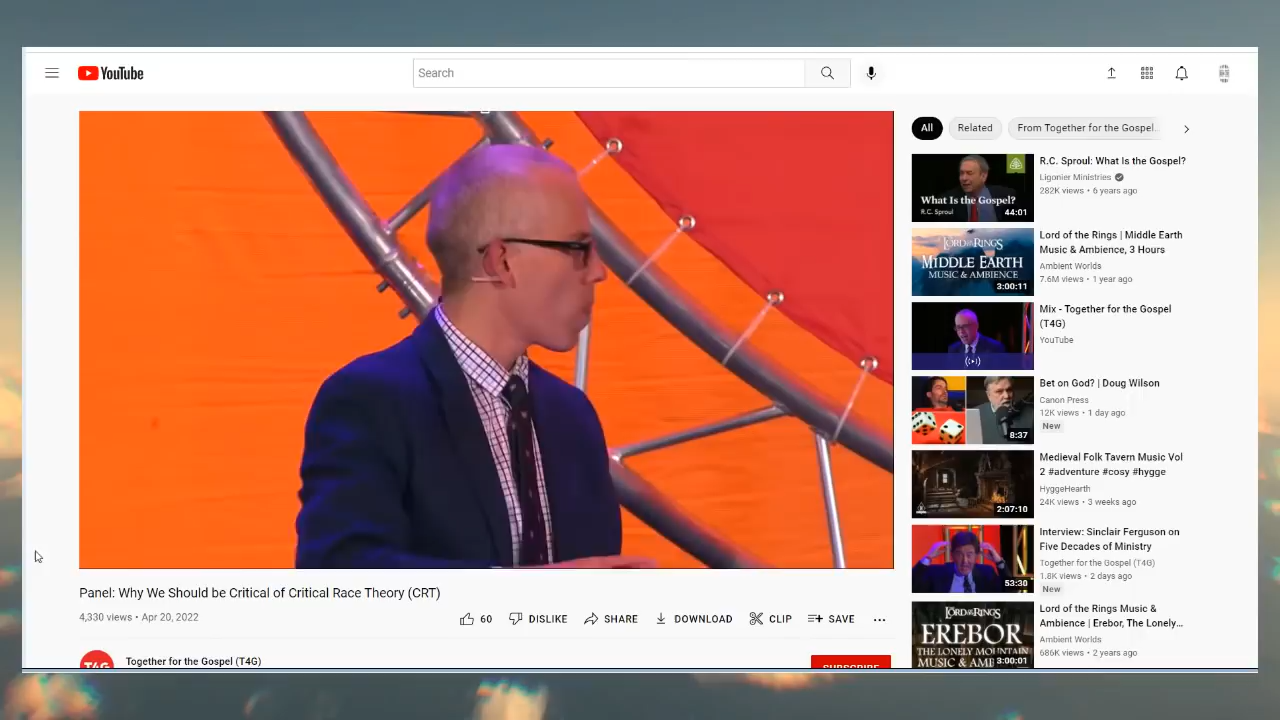 YouTube
Search
All
Related
From Together for the Gospel...
What Is the Gospel?
R.C. Sproul
44:01
R.C. Sproul: What Is the Gospel?
Ligonier Ministries
282K views • 6 years ago
LORD OF THE RINGS
MIDDLE EARTH
MUSIC & AMBIENCE
3:00:11
Lord of the Rings | Middle Earth
Music & Ambience, 3 Hours
Ambient Worlds
7.6M views • 1 year ago
Mix - Together for the Gospel
(T4G)
YouTube
8:37
Bet on God? | Doug Wilson
Canon Press
12K views • 1 day ago
New
2:07:10
Medieval Folk Tavern Music Vol
2 #adventure #cosy #hygge
HyggeHearth
24K views • 3 weeks ago
53:30
Interview: Sinclair Ferguson on
Five Decades of Ministry
Together for the Gospel (T4G)
1.8K views • 2 days ago
New
LORD OF THE RINGS
EREBOR
THE LONELY MOUNTAIN
MUSIC & AMB
3:00:01
Lord of the Rings Music &
Ambience | Erebor, The Lonely...
Ambient Worlds
686K views • 2 years ago
Panel: Why We Should be Critical of Critical Race Theory (CRT)
4,330 views • Apr 20, 2022
60
DISLIKE
SHARE
DOWNLOAD
CLIP
SAVE
T4G
Together for the Gospel (T4G)
SUBSCRIBE